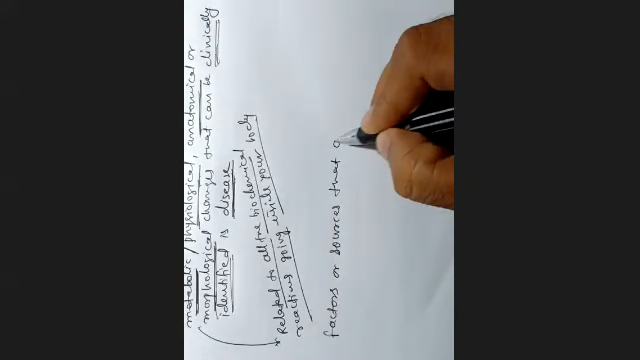 metabolic / physiological, anatomical or
morphological changes that can be clinically
identified is disease
* Related to all the biochemical
reactions going inside your body
factors or sources that